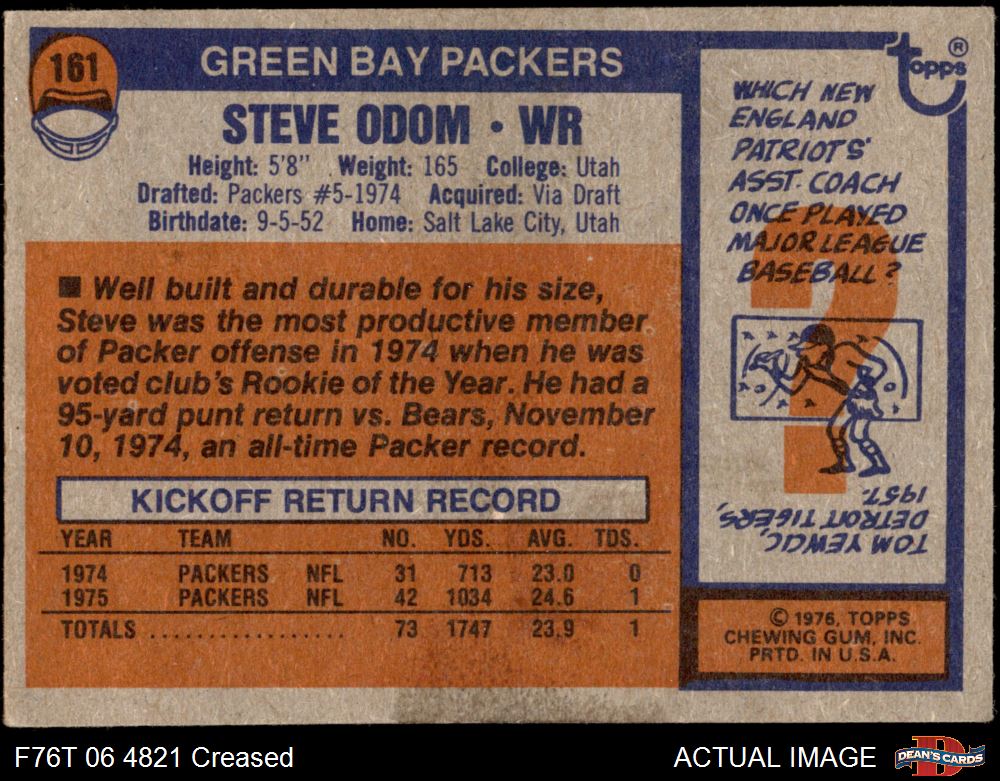 161
GREEN BAY PACKERS
STEVE ODOM • WR
Height: 5'8" Weight: 165 College: Utah
Drafted: Packers #5-1974 Acquired: Via Draft
Birthdate: 9-5-52 Home: Salt Lake City, Utah
■ Well built and durable for his size,
Steve was the most productive member
of Packer offense in 1974 when he was
voted club's Rookie of the Year. He had a
95-yard punt return vs. Bears, November
10, 1974, an all-time Packer record.
KICKOFF RETURN RECORD
YEAR TEAM NO. YDS. AVG. TDS.
1974 PACKERS NFL 31 713 23.0 0
1975 PACKERS NFL 42 1034 24.6 1
TOTALS .................. 73 1747 23.9 1
topps ®
WHICH NEW
ENGLAND
PATRIOTS'
ASST. COACH
ONCE PLAYED
MAJOR LEAGUE
BASEBALL?
?
TOM YEWCIC,
DETROIT TIGERS,
1957.
© 1976, TOPPS
CHEWING GUM, INC.
PRTD. IN U.S.A.
F76T 06 4821 Creased
ACTUAL IMAGE
D
DEAN'S CARDS